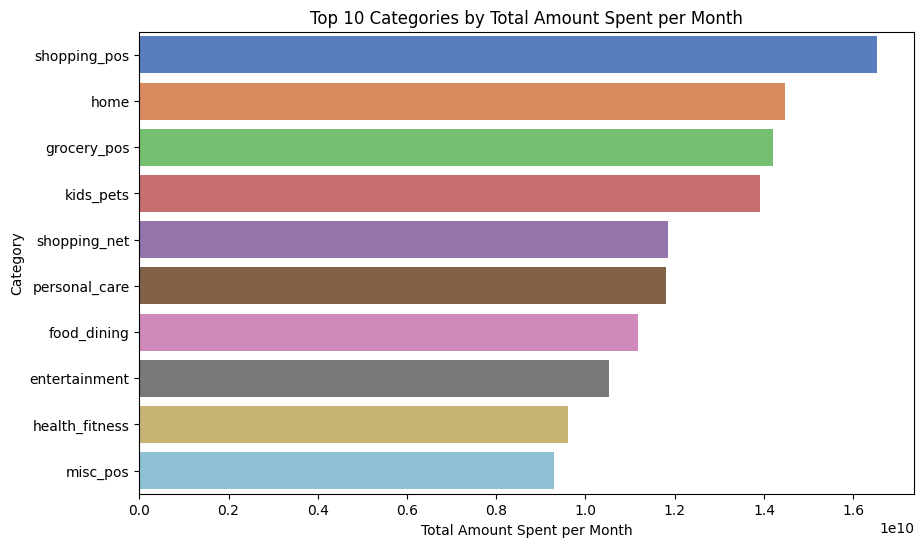 Top 10 Categories by Total Amount Spent per Month
Category
shopping_pos
home
grocery_pos
kids_pets
shopping_net
personal_care
food_dining
entertainment
health_fitness
misc_pos
0.0 0.2 0.4 0.6 0.8 1.0 1.2 1.4 1.6
1e10
Total Amount Spent per Month